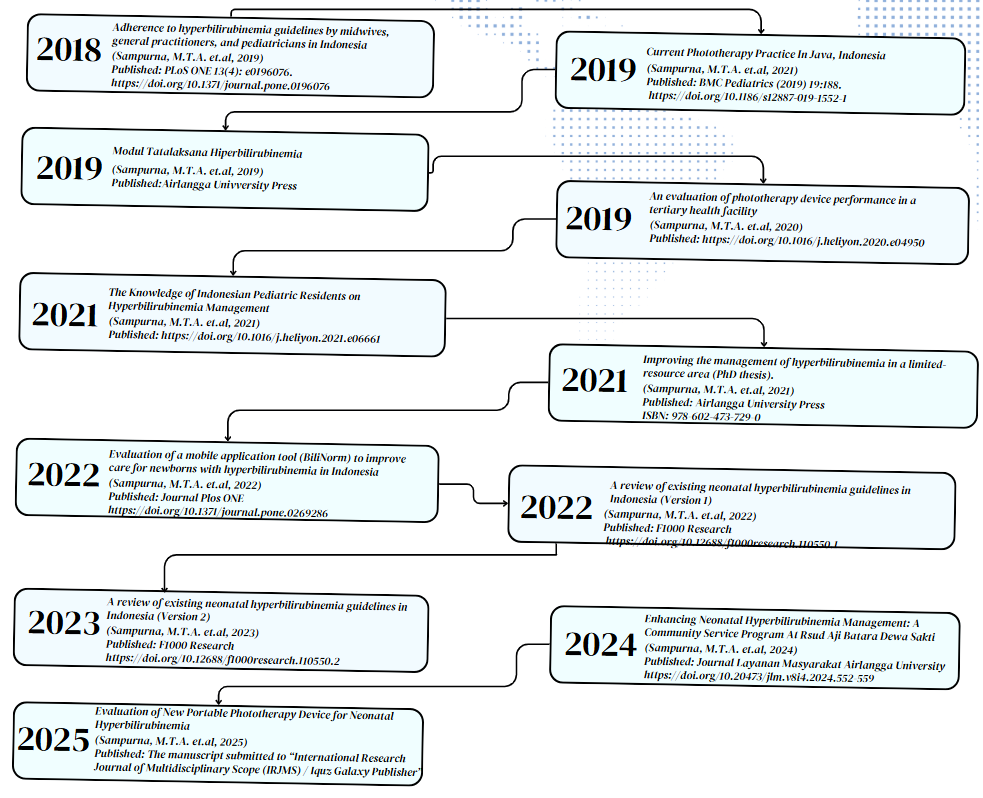 2018
Adherence to hyperbilirubinemia guidelines by midwives,
general practitioners, and pediatricians in Indonesia
(Sampurna, M.T.A. et.al, 2019)
Published: PLoS ONE 13(4): e0196076.
https://doi.org/10.1371/journal.pone.0196076
2019
Current Phototherapy Practice In Java, Indonesia
(Sampurna, M.T.A. et.al, 2021)
Published: BMC Pediatrics (2019) 19:188.
https://doi.org/10.1186/s12887-019-1552-1
2019
Modul Tatalaksana Hiperbilirubinemia
(Sampurna, M.T.A. et.al, 2019)
Published:Airlangga Univversity Press
2019
An evaluation of phototherapy device performance in a
tertiary health facility
(Sampurna, M.T.A. et.al, 2020)
Published: https://doi.org/10.1016/j.heliyon.2020.e04950
2021
The Knowledge of Indonesian Pediatric Residents on
Hyperbilirubinemia Management
(Sampurna, M.T.A. et.al, 2021)
Published: https://doi.org/10.1016/j.heliyon.2021.e06661
2021
Improving the management of hyperbilirubinemia in a limited-
resource area (PhD thesis).
(Sampurna, M.T.A. et.al, 2021)
Published: Airlangga University Press
ISBN: 978-602-473-729-0
2022
Evaluation of a mobile application tool (BiliNorm) to improve
care for newborns with hyperbilirubinemia in Indonesia
(Sampurna, M.T.A. et.al, 2022)
Published: Journal Plos ONE
https://doi.org/10.1371/journal.pone.0269286
2022
A review of existing neonatal hyperbilirubinemia guidelines in
Indonesia (Version 1)
(Sampurna, M.T.A. et.al, 2022)
Published: F1000 Research
https://doi.org/10.12688/f1000research.110550.1
2023
A review of existing neonatal hyperbilirubinemia guidelines in
Indonesia (Version 2)
(Sampurna, M.T.A. et.al, 2023)
Published: F1000 Research
https://doi.org/10.12688/f1000research.110550.2
2024
Enhancing Neonatal Hyperbilirubinemia Management: A
Community Service Program At Rsud Aji Batara Dewa Sakti
(Sampurna, M.T.A. et.al, 2024)
Published: Journal Layanan Masyarakat Airlangga University
https://doi.org/10.20473/jlm.v8i4.2024.552-559
2025
Evaluation of New Portable Phototherapy Device for Neonatal
Hyperbilirubinemia
(Sampurna, M.T.A. et.al, 2025)
Published: The manuscript submitted to “International Research
Journal of Multidisciplinary Scope (IRJMS) / Iquz Galaxy Publisher”